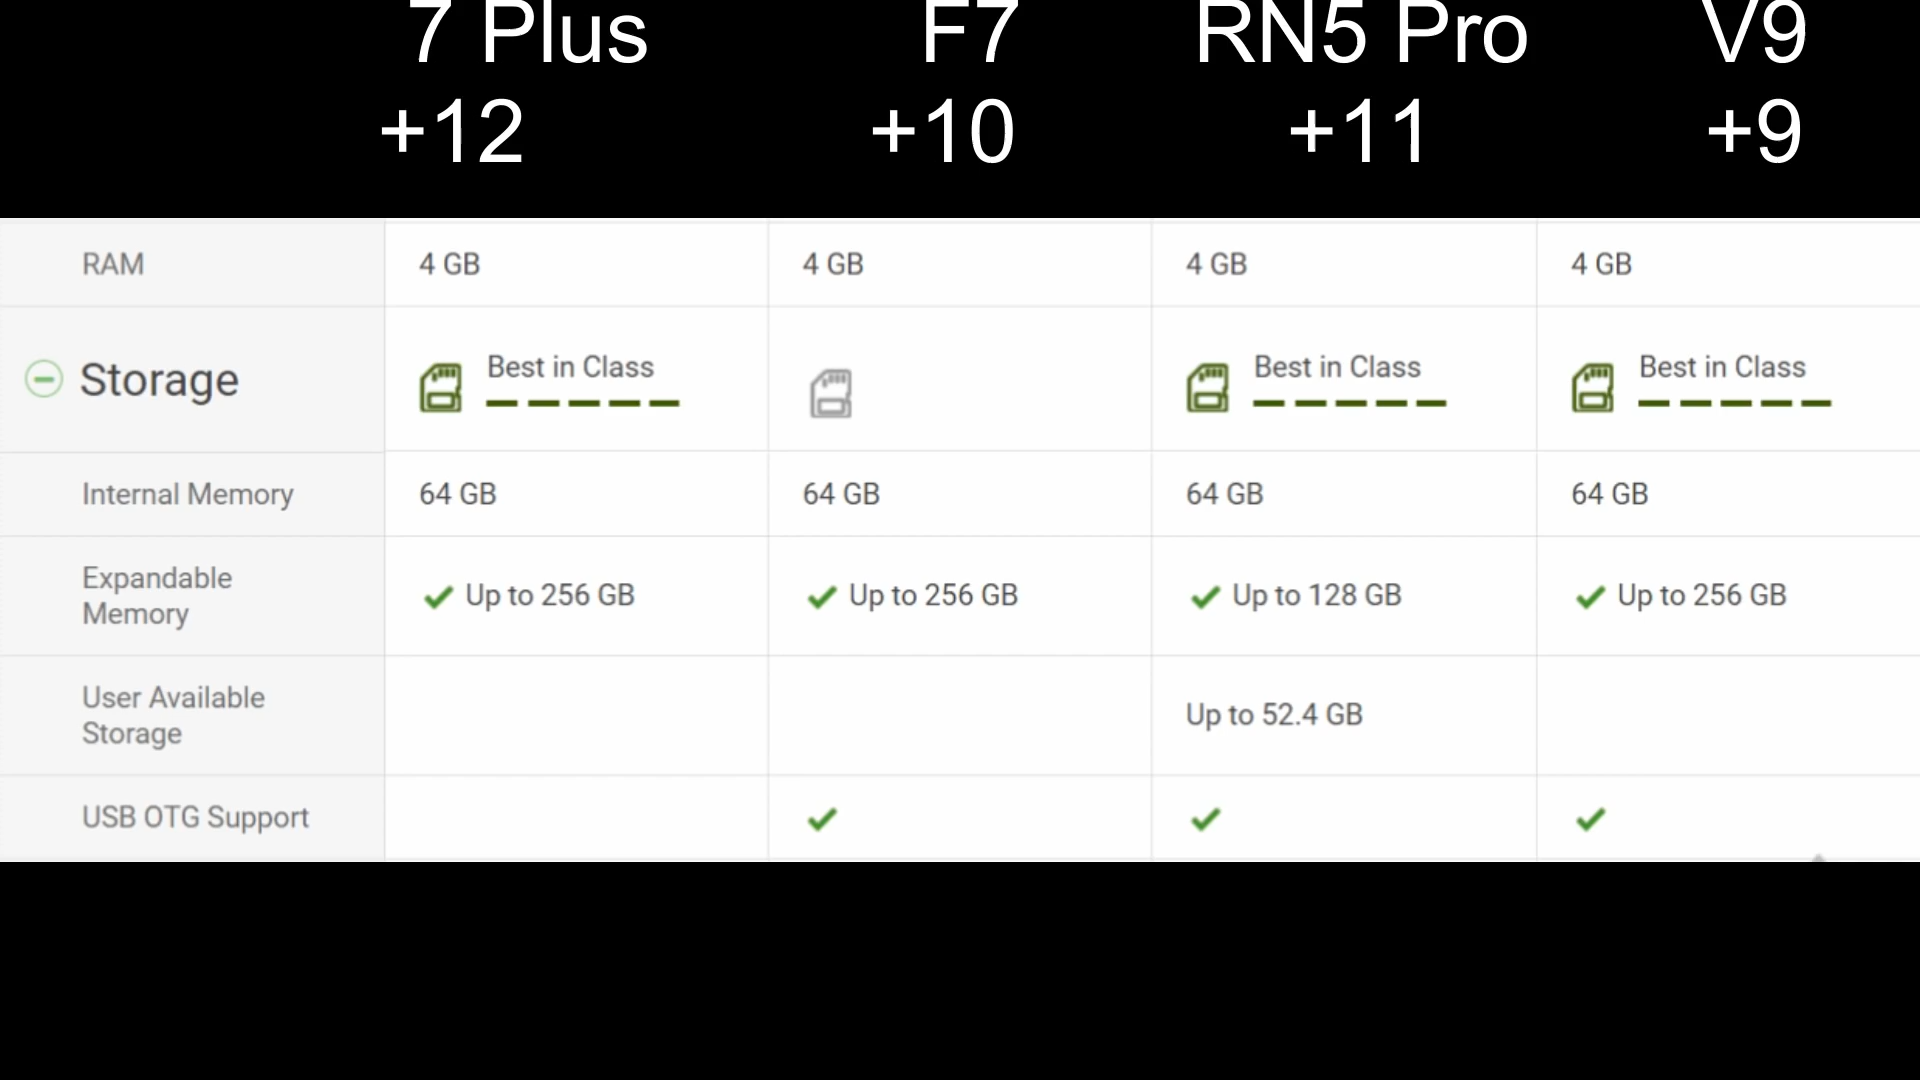 7 Plus F7 RN5 Pro V9
+12 +10 +11 +9
RAM 4 GB 4 GB 4 GB 4 GB
Storage Best in Class Best in Class Best in Class
Internal Memory 64 GB 64 GB 64 GB 64 GB
Expandable
Memory Up to 256 GB Up to 256 GB Up to 128 GB Up to 256 GB
User Available
Storage Up to 52.4 GB
USB OTG Support